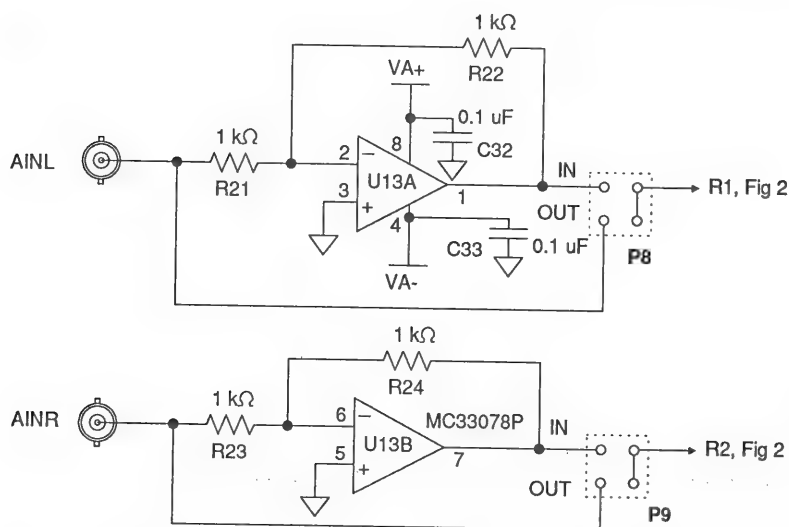 1 kΩ
R22
VA+
0.1 uF
1 kΩ
8
C32
AINL
2
−
U13A
IN
R21
3
+
1
R1, Fig 2
OUT
4
C33
0.1 uF
P8
VA-
1 kΩ
R24
1 kΩ
MC33078P
AINR
6
−
IN
R23
U13B
5
+
7
R2, Fig 2
OUT
P9